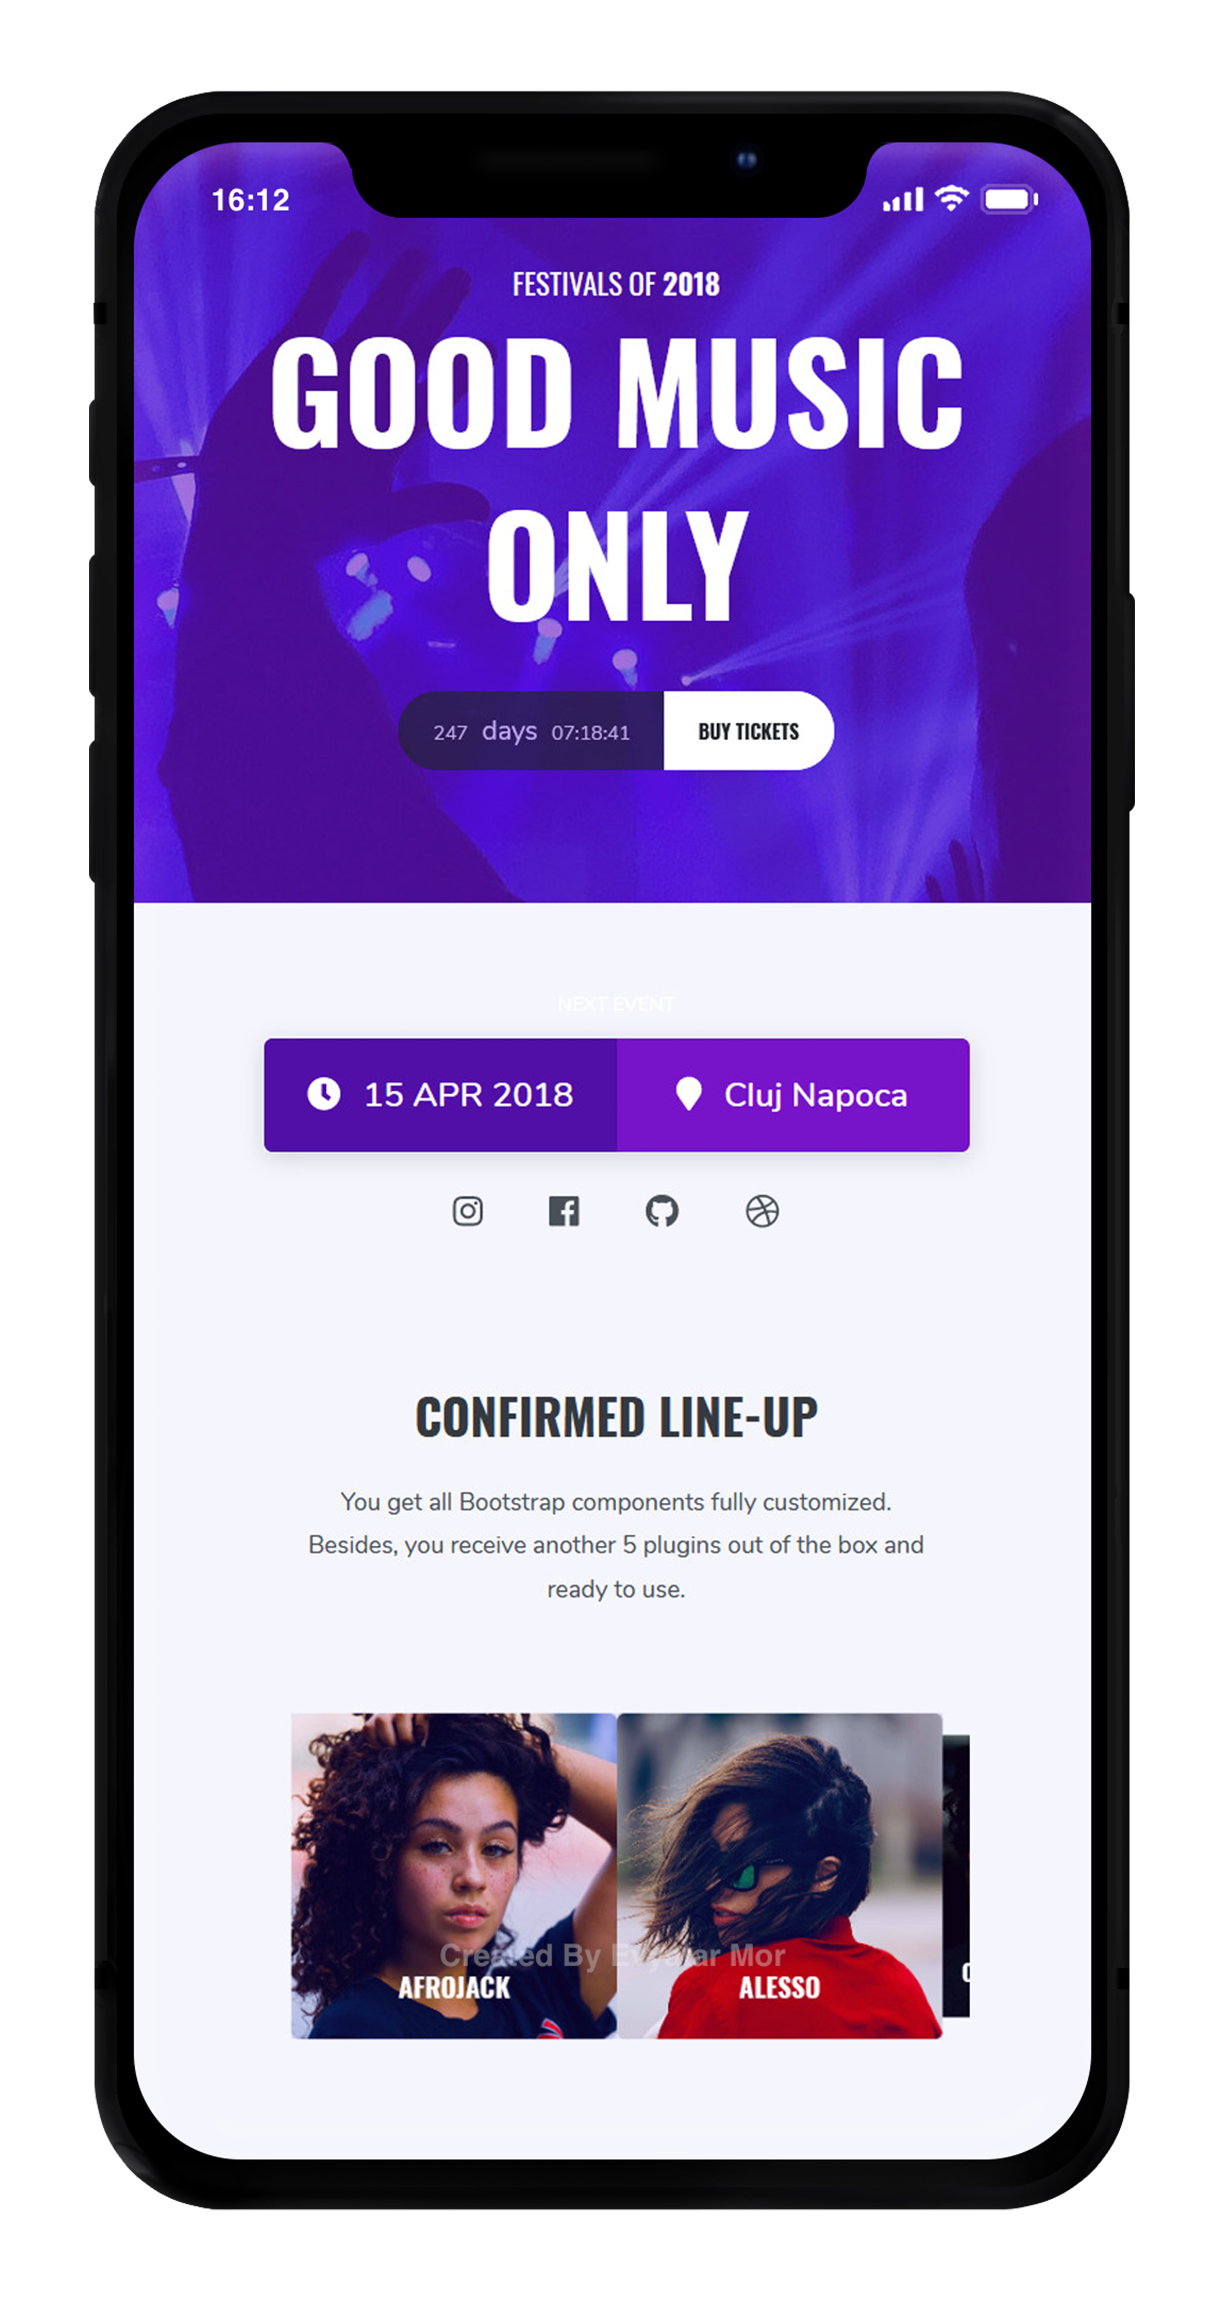 16:12
FESTIVALS OF 2018
GOOD MUSIC
ONLY
247 days 07:18:41
BUY TICKETS
NEXT EVENT
15 APR 2018
Cluj Napoca
CONFIRMED LINE-UP
You get all Bootstrap components fully customized.
Besides, you receive another 5 plugins out of the box and
ready to use.
Created By Evyatar Mor
AFROJACK
ALESSO